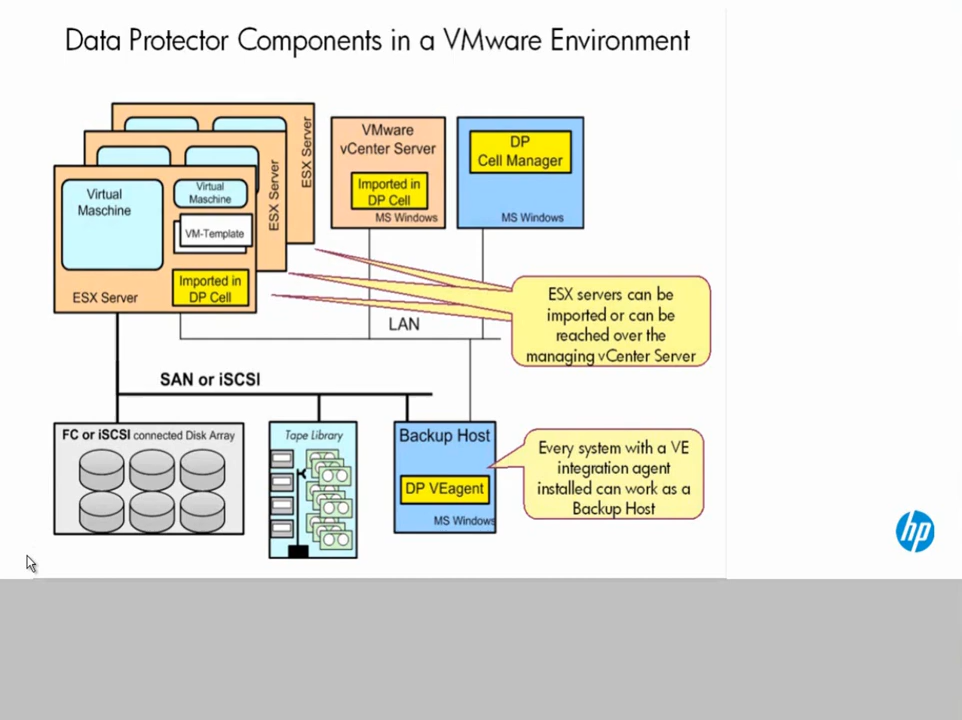 Data Protector Components in a VMware Environment
ESX Server
ESX Server
Virtual
Maschine
Virtual
Maschine
VM-Template
Imported in
DP Cell
ESX Server
VMware
vCenter Server
Imported in
DP Cell
MS Windows
DP
Cell Manager
MS Windows
ESX servers can be
imported or can be
reached over the
managing vCenter Server
LAN
SAN or iSCSI
FC or iSCSI connected Disk Array
Tape Library
Backup Host
DP VEagent
MS Windows
Every system with a VE
integration agent
installed can work as a
Backup Host
hp